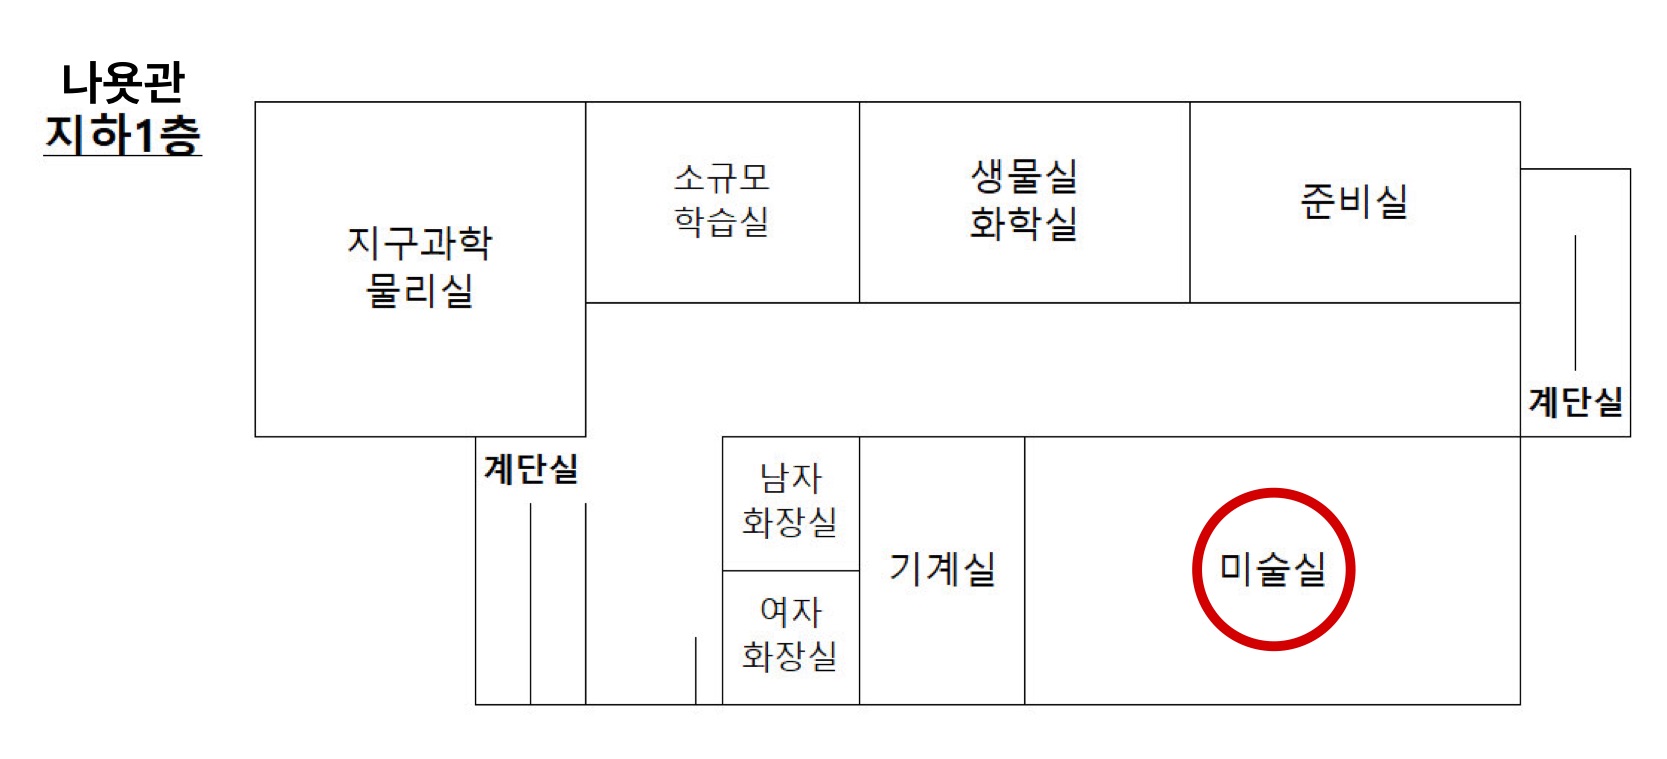 나욧관
지하1층
지구과학
물리실
소규모
학습실
생물실
화학실
준비실
계단실
계단실
남자
화장실
여자
화장실
기계실
미술실